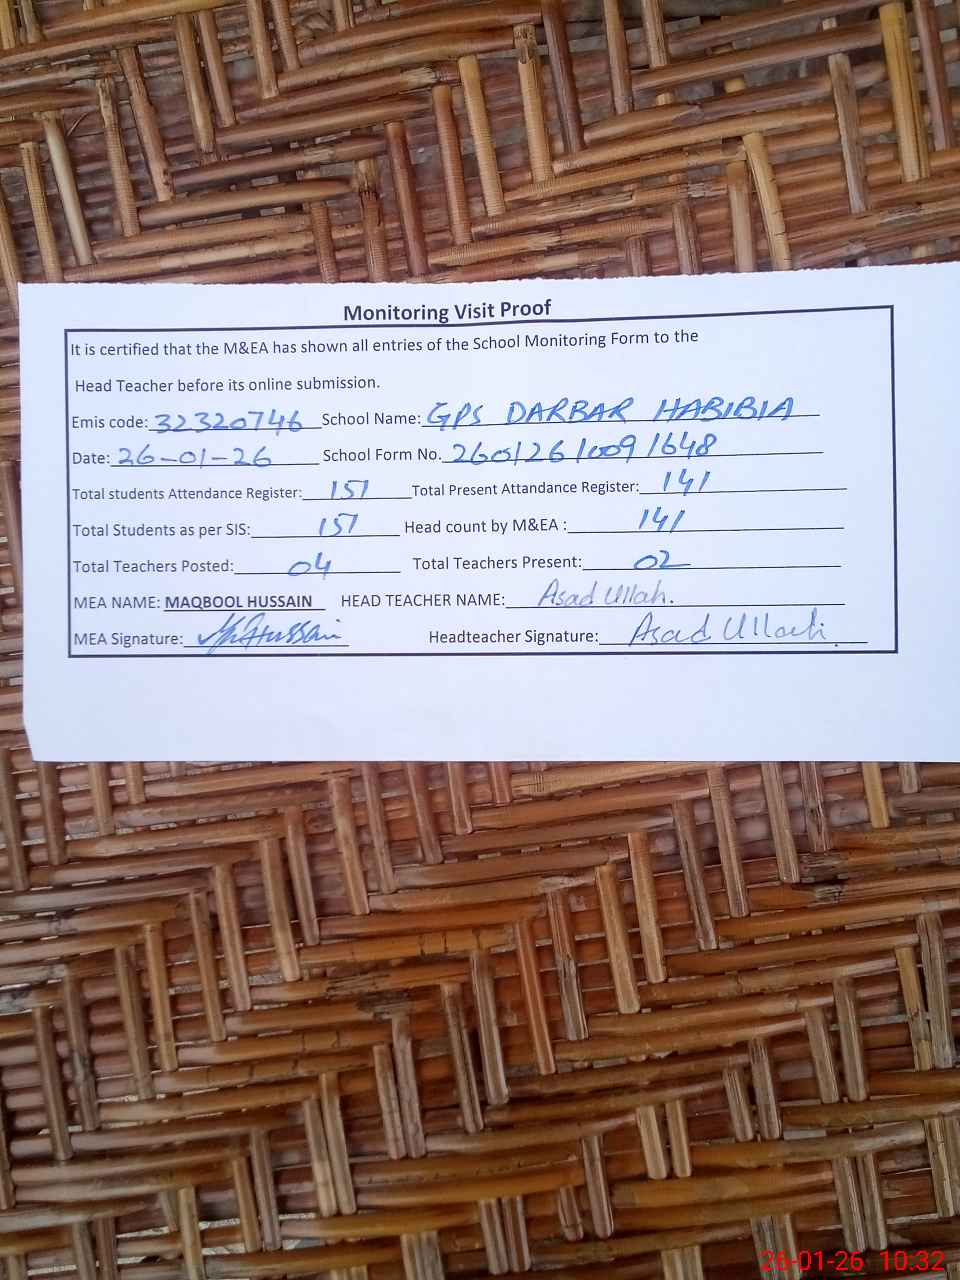 Monitoring Visit Proof
It is certified that the M&EA has shown all entries of the School Monitoring Form to the
Head Teacher before its online submission.
Emis code: 32320746 School Name: GPS DARBAR HABIBIA
Date: 26-01-26 School Form No. 26012610091648
Total students Attendance Register: 151 Total Present Attandance Register: 141
Total Students as per SIS: 151 Head count by M&EA : 141
Total Teachers Posted: 04 Total Teachers Present: 02
MEA NAME: MAQBOOL HUSSAIN HEAD TEACHER NAME: Asad Ullah.
MEA Signature: Hussain Headteacher Signature: Asad Ullah
26-01-26 10:32